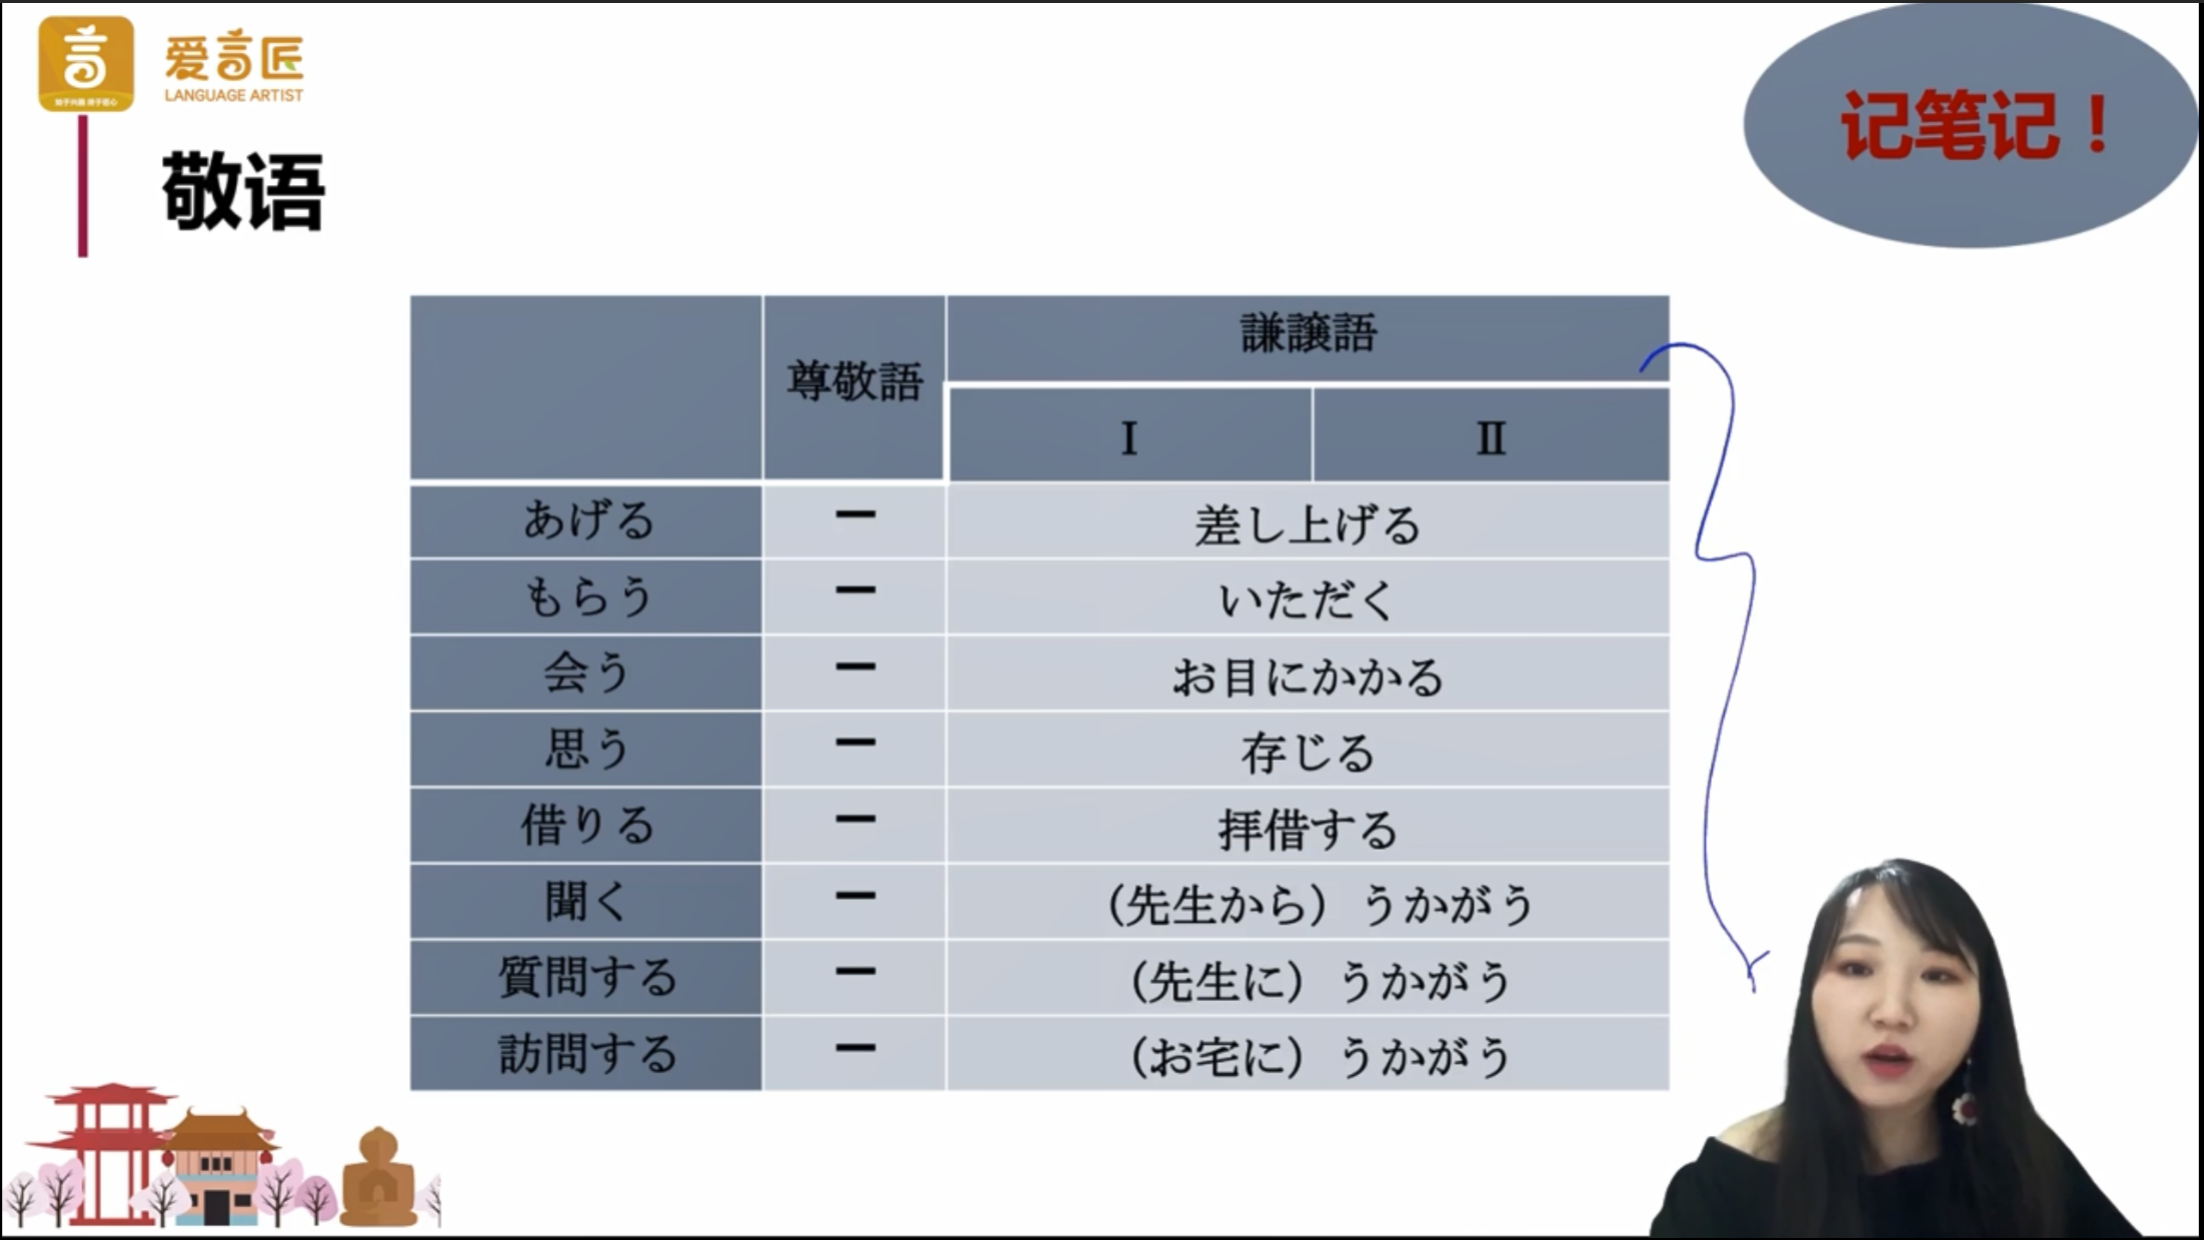 爱言匠
LANGUAGE ARTIST
敬语
记笔记！
尊敬語 謙譲語
I II
あげる ー 差し上げる
もらう ー いただく
会う ー お目にかかる
思う ー 存じる
借りる ー 拝借する
聞く ー （先生から）うかがう
質問する ー （先生に）うかがう
訪問する ー （お宅に）うかがう